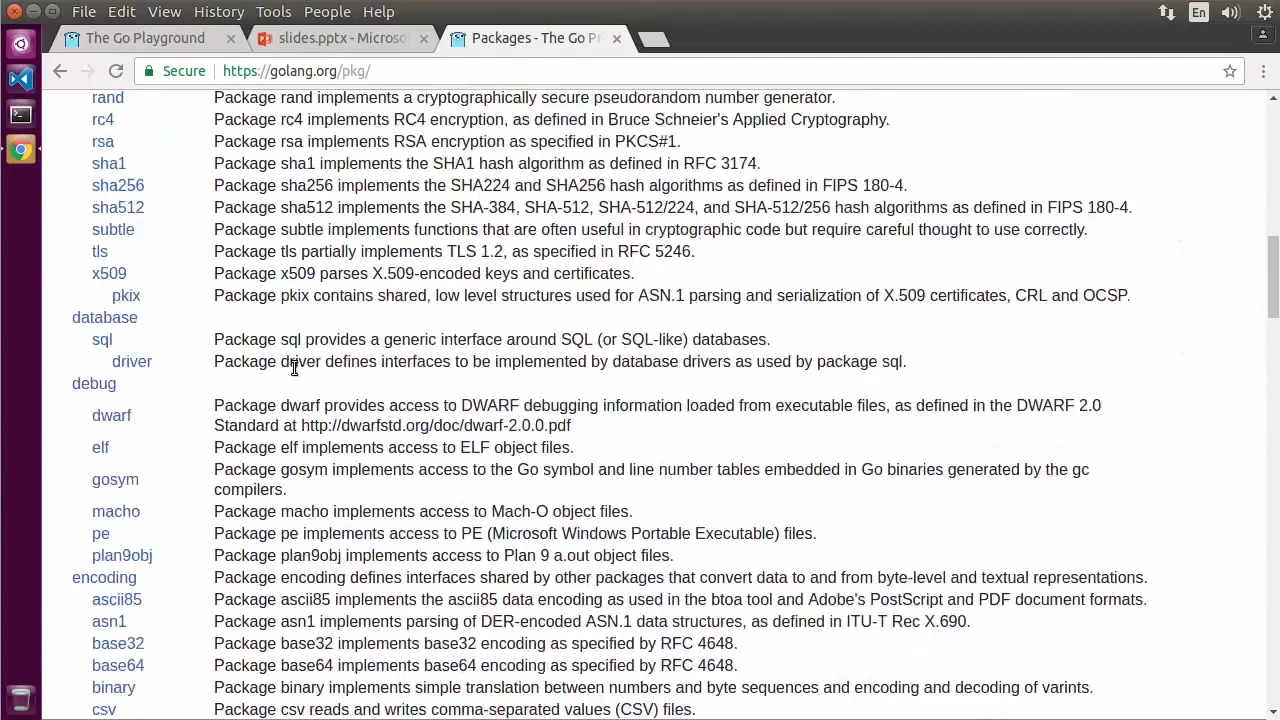 File Edit View History Tools People Help
En
The Go Playground
slides.pptx - Microso
Packages - The Go Pr
Secure https://golang.org/pkg/
rand Package rand implements a cryptographically secure pseudorandom number generator.
rc4 Package rc4 implements RC4 encryption, as defined in Bruce Schneier's Applied Cryptography.
rsa Package rsa implements RSA encryption as specified in PKCS#1.
sha1 Package sha1 implements the SHA1 hash algorithm as defined in RFC 3174.
sha256 Package sha256 implements the SHA224 and SHA256 hash algorithms as defined in FIPS 180-4.
sha512 Package sha512 implements the SHA-384, SHA-512, SHA-512/224, and SHA-512/256 hash algorithms as defined in FIPS 180-4.
subtle Package subtle implements functions that are often useful in cryptographic code but require careful thought to use correctly.
tls Package tls partially implements TLS 1.2, as specified in RFC 5246.
x509 Package x509 parses X.509-encoded keys and certificates.
pkix Package pkix contains shared, low level structures used for ASN.1 parsing and serialization of X.509 certificates, CRL and OCSP.
database
sql Package sql provides a generic interface around SQL (or SQL-like) databases.
driver Package driver defines interfaces to be implemented by database drivers as used by package sql.
debug
dwarf Package dwarf provides access to DWARF debugging information loaded from executable files, as defined in the DWARF 2.0
Standard at http://dwarfstd.org/doc/dwarf-2.0.0.pdf
elf Package elf implements access to ELF object files.
gosym Package gosym implements access to the Go symbol and line number tables embedded in Go binaries generated by the gc
compilers.
macho Package macho implements access to Mach-O object files.
pe Package pe implements access to PE (Microsoft Windows Portable Executable) files.
plan9obj Package plan9obj implements access to Plan 9 a.out object files.
encoding Package encoding defines interfaces shared by other packages that convert data to and from byte-level and textual representations.
ascii85 Package ascii85 implements the ascii85 data encoding as used in the btoa tool and Adobe's PostScript and PDF document formats.
asn1 Package asn1 implements parsing of DER-encoded ASN.1 data structures, as defined in ITU-T Rec X.690.
base32 Package base32 implements base32 encoding as specified by RFC 4648.
base64 Package base64 implements base64 encoding as specified by RFC 4648.
binary Package binary implements simple translation between numbers and byte sequences and encoding and decoding of varints.
csv Package csv reads and writes comma-separated values (CSV) files.